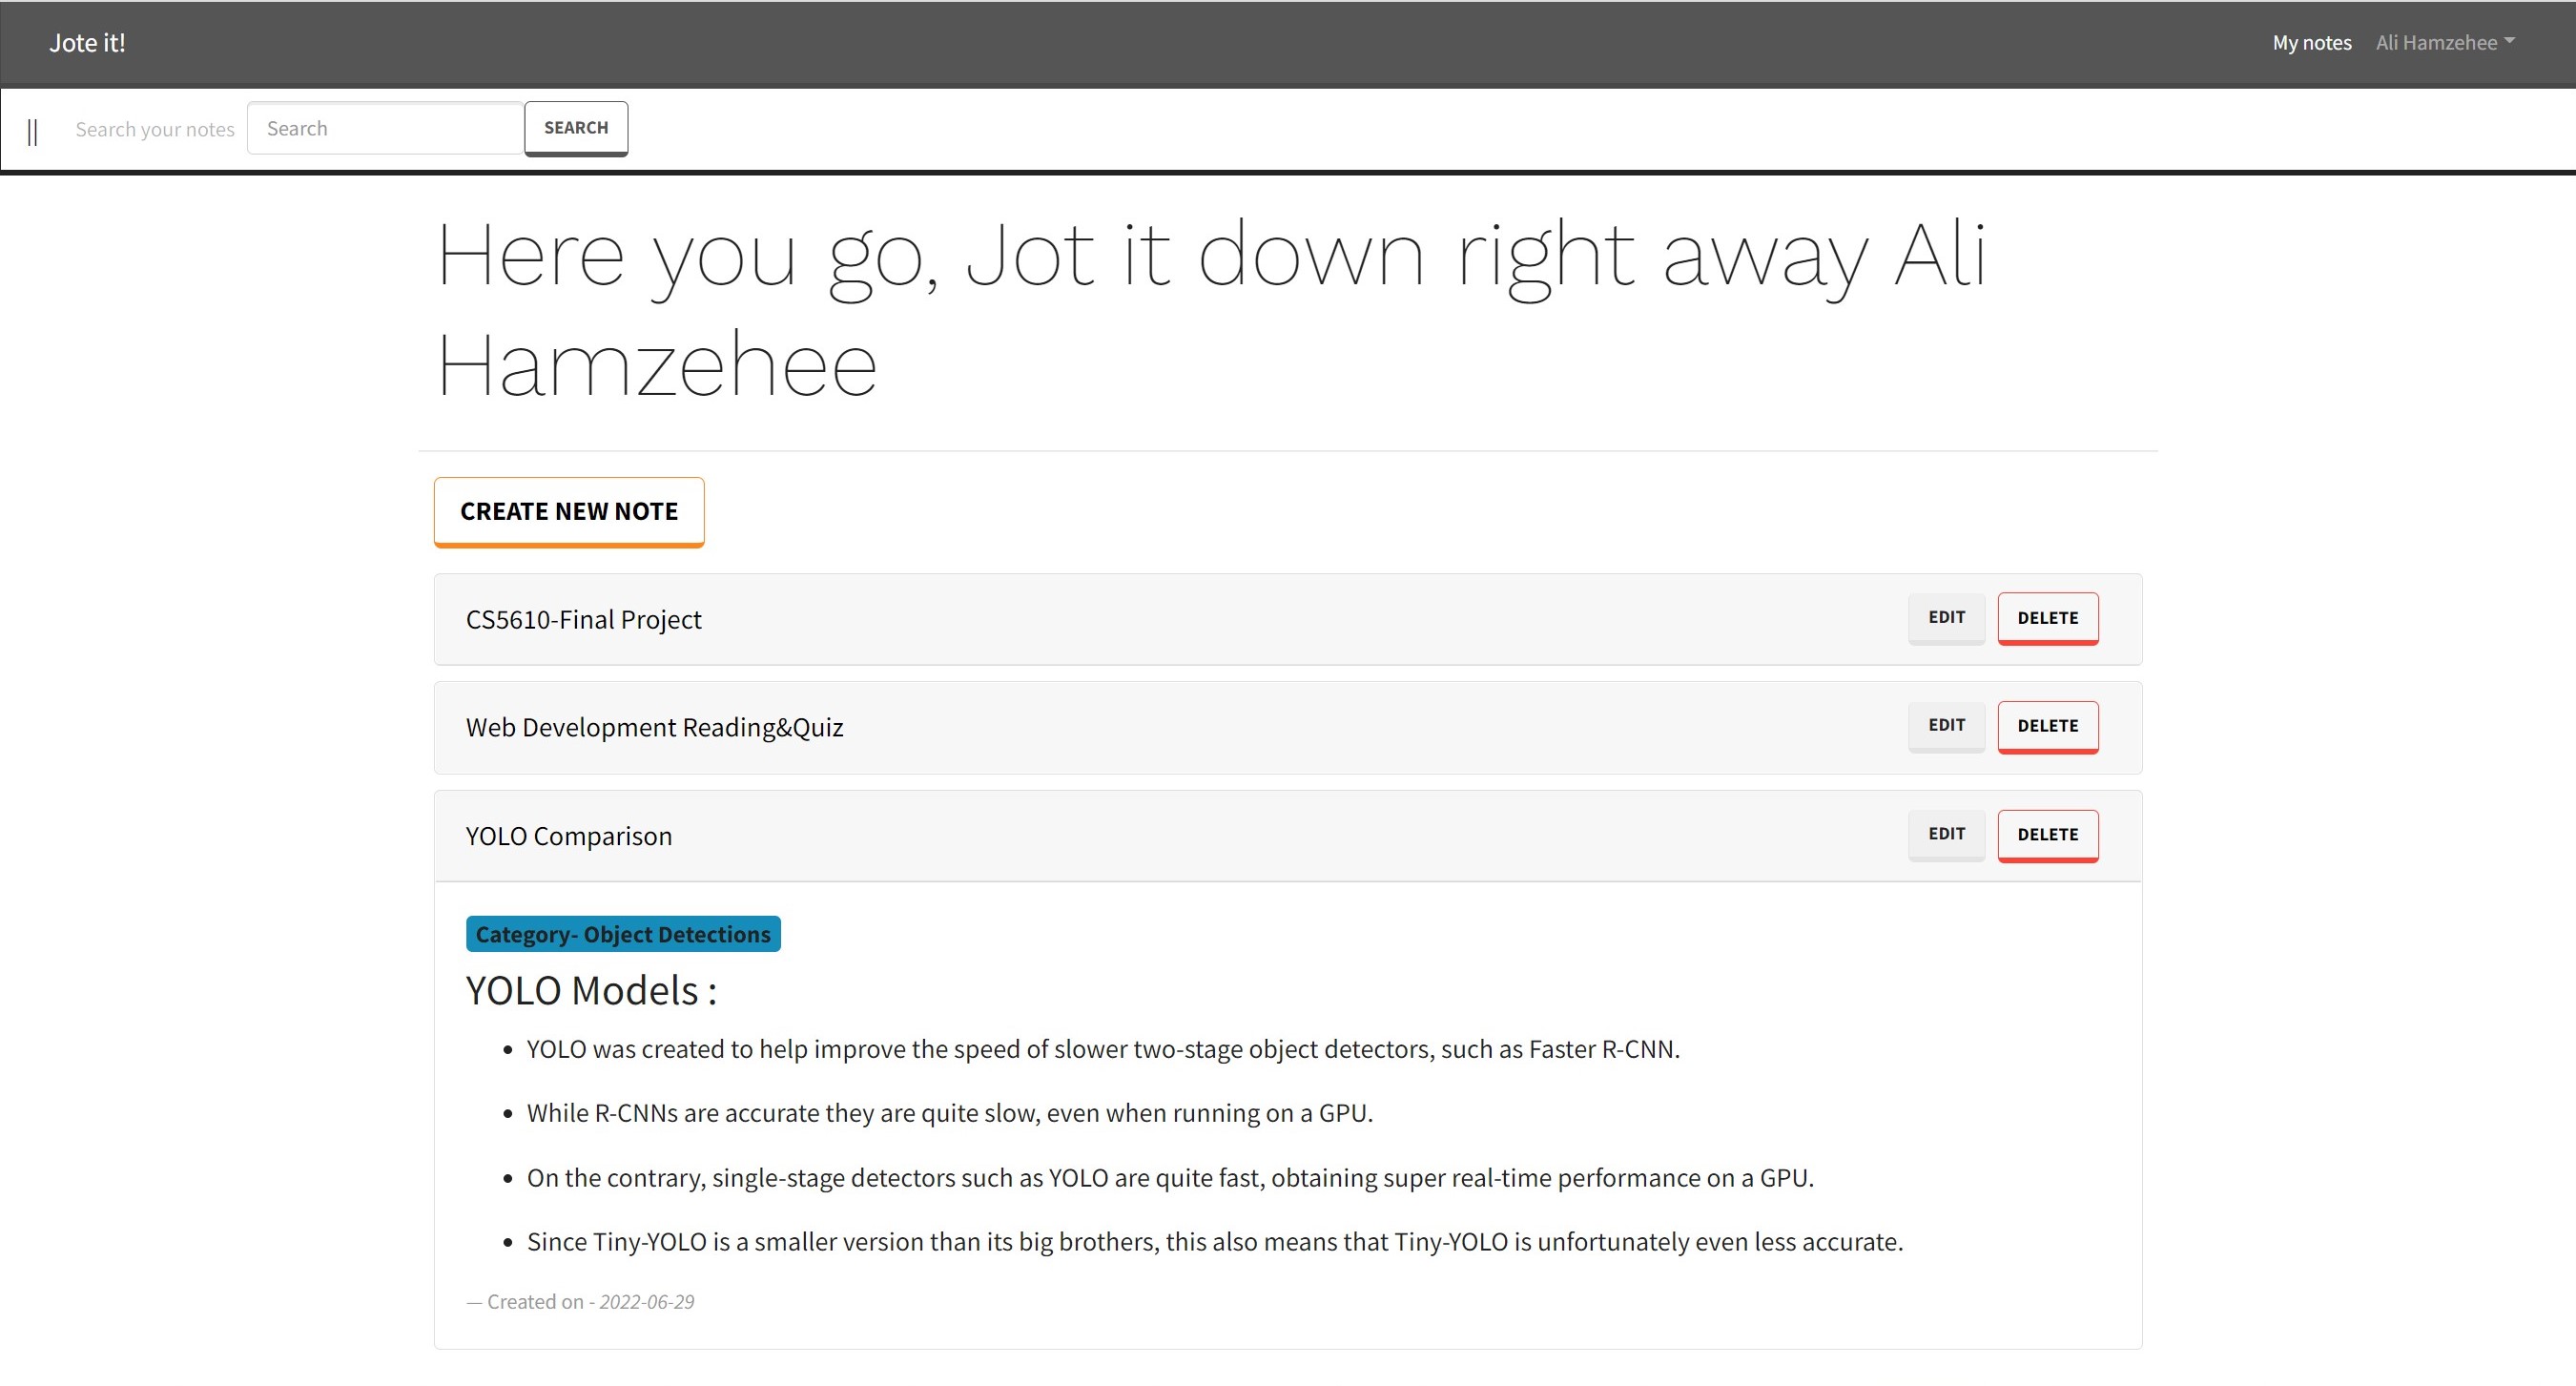 Jote it!
My notes Ali Hamzehee
|| Search your notes Search SEARCH
Here you go, Jot it down right away Ali
Hamzehee
CREATE NEW NOTE
CS5610-Final Project EDIT DELETE
Web Development Reading&Quiz EDIT DELETE
YOLO Comparison EDIT DELETE
Category- Object Detections
YOLO Models :
• YOLO was created to help improve the speed of slower two-stage object detectors, such as Faster R-CNN.
• While R-CNNs are accurate they are quite slow, even when running on a GPU.
• On the contrary, single-stage detectors such as YOLO are quite fast, obtaining super real-time performance on a GPU.
• Since Tiny-YOLO is a smaller version than its big brothers, this also means that Tiny-YOLO is unfortunately even less accurate.
— Created on - 2022-06-29